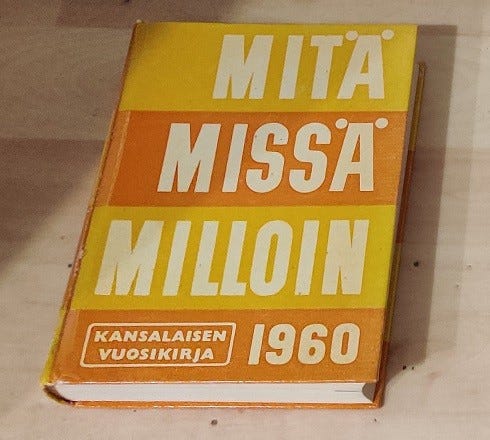 MITÄ
MISSÄ
MILLOIN
KANSALAISEN
VUOSIKIRJA
1960